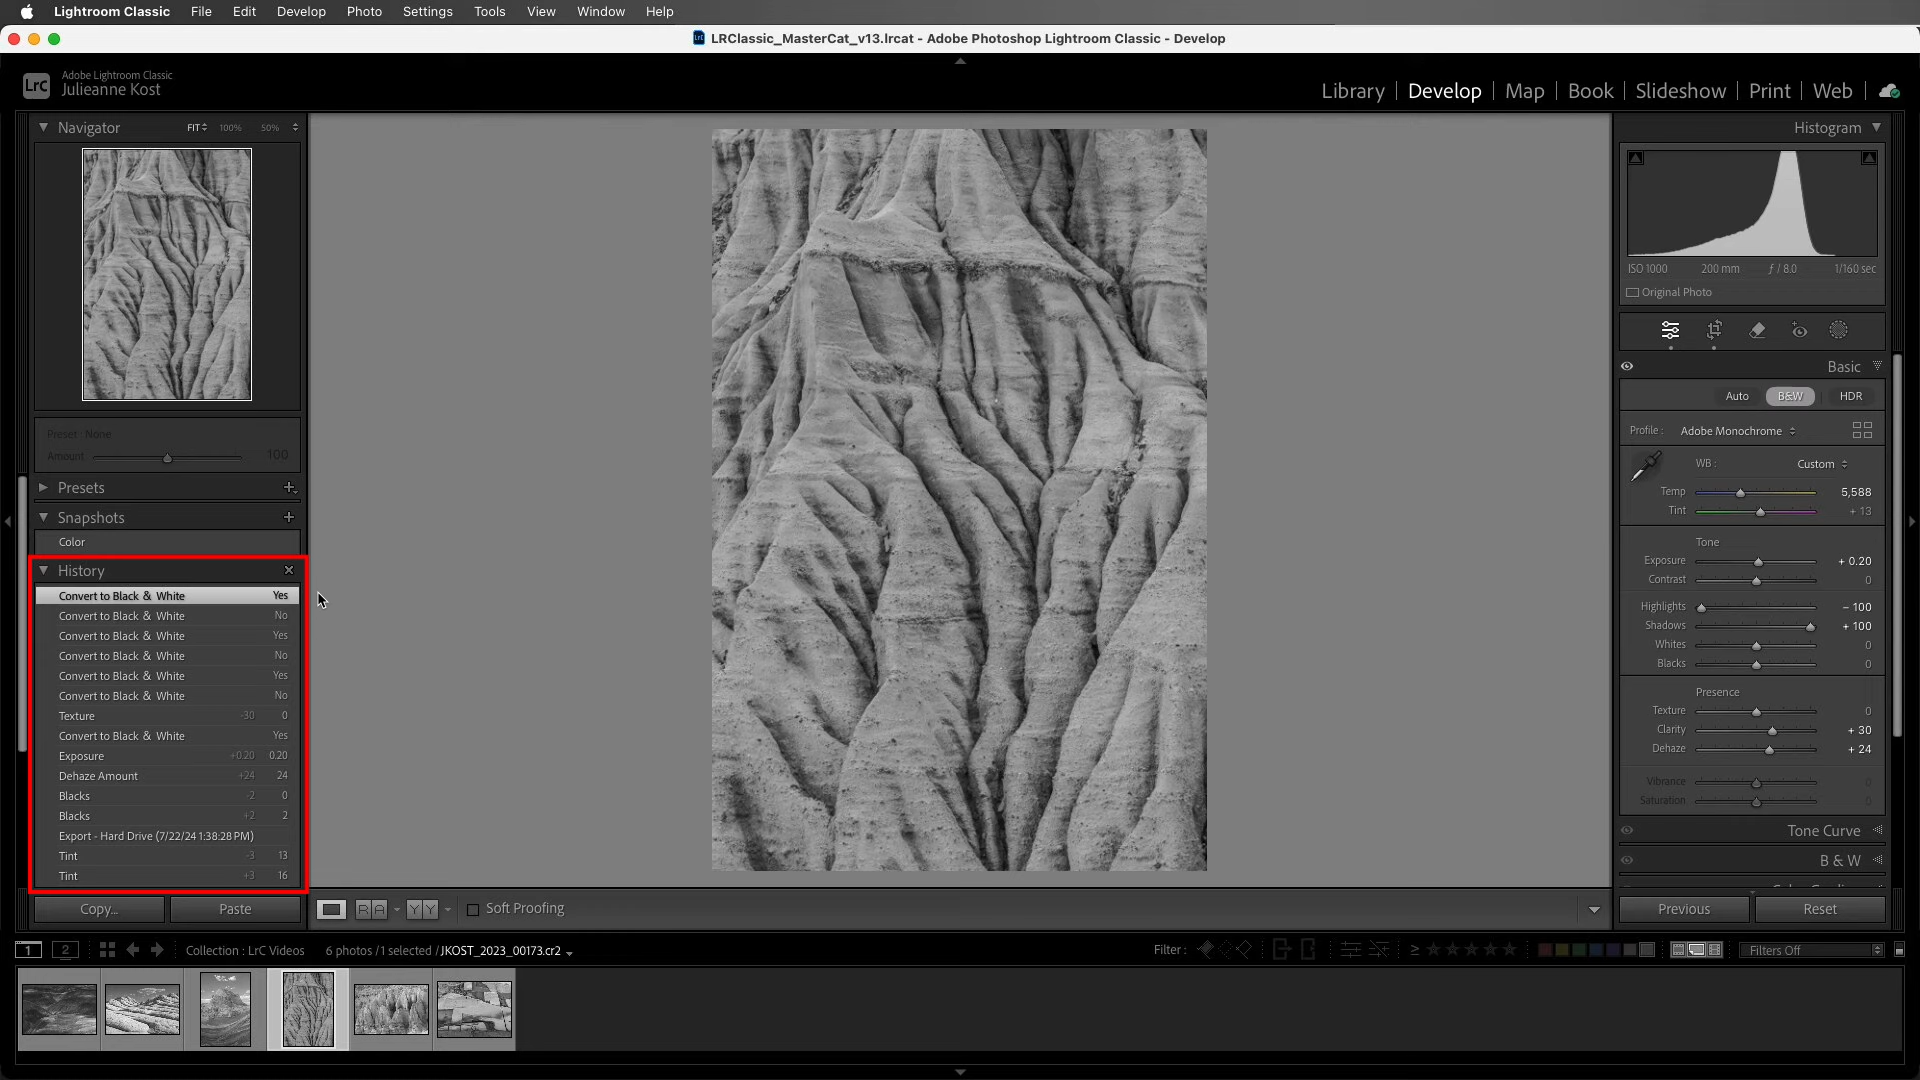 Lightroom Classic File Edit Develop Photo Settings Tools View Window Help
LrC LRClassic_MasterCat_v13.lrcat - Adobe Photoshop Lightroom Classic - Develop
LrC
Adobe Lightroom Classic
Julieanne Kost
Library | Develop | Map | Book | Slideshow | Print | Web |
Navigator FIT 100% 50%
Preset : None
Amount 100
Presets +
Snapshots +
Color
History ×
Convert to Black & White Yes
Convert to Black & White No
Convert to Black & White Yes
Convert to Black & White No
Convert to Black & White Yes
Convert to Black & White No
Texture -30 0
Convert to Black & White Yes
Exposure +0.20 0.20
Dehaze Amount +24 24
Blacks -2 0
Blacks +2 2
Export - Hard Drive (7/22/24 1:38:28 PM)
Tint -3 13
Tint +3 16
Copy... Paste
R A Y Y Soft Proofing
Histogram
ISO 1000 200 mm ƒ / 8.0 1/160 sec
Original Photo
Basic
Auto B&W HDR
Profile : Adobe Monochrome
WB : Custom
Temp 5,588
Tint + 13
Tone
Exposure + 0.20
Contrast 0
Highlights – 100
Shadows + 100
Whites 0
Blacks 0
Presence
Texture 0
Clarity + 30
Dehaze + 24
Vibrance 0
Saturation 0
Tone Curve
B & W
Previous Reset
1 2 Collection : LrC Videos 6 photos / 1 selected / JKOST_2023_00173.cr2 Filter : ≥ Filters Off